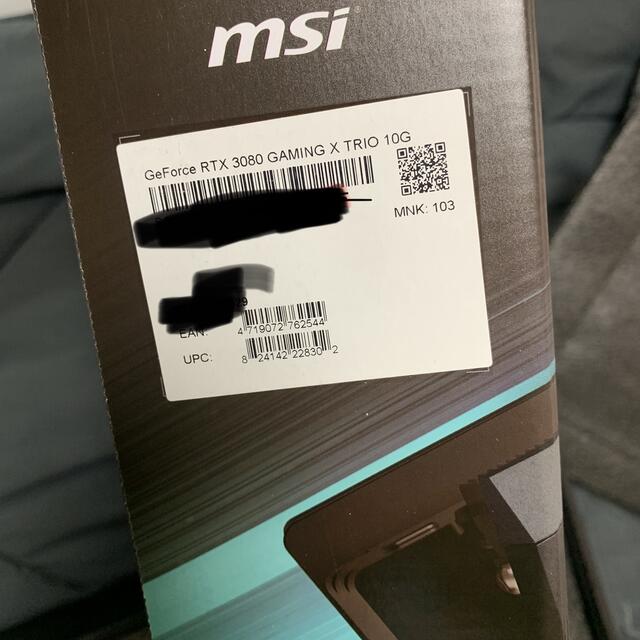 msi
GeForce RTX 3080 GAMING X TRIO 10G
MNK: 103
EAN:
4 719072 762544
UPC:
8 24142 22830 2